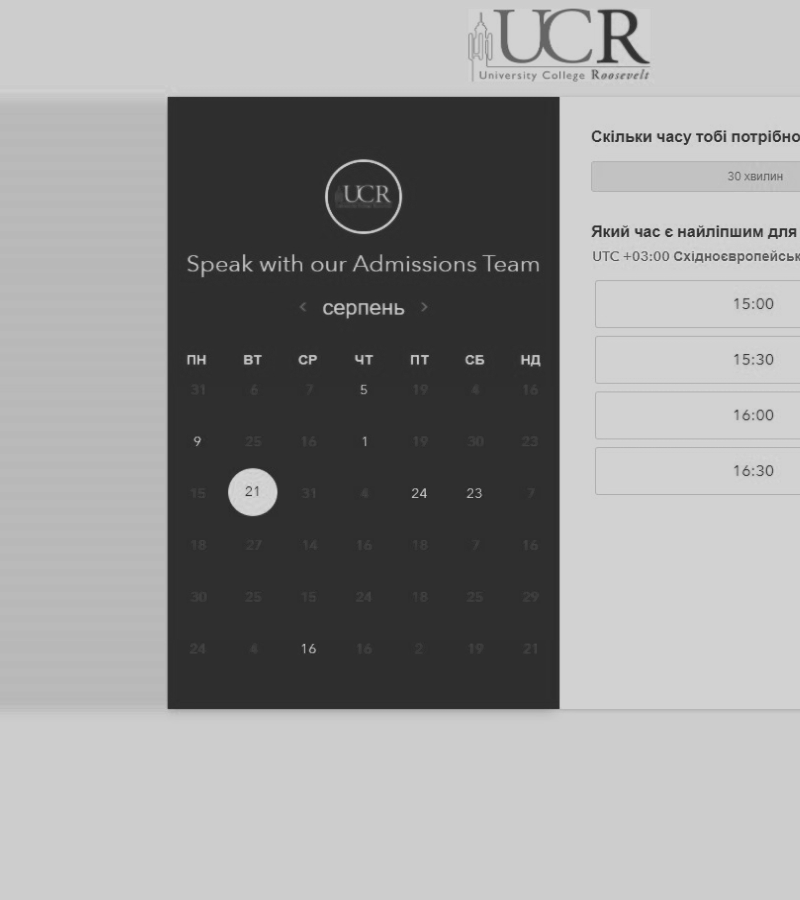 UCR
University College Roosevelt
UCR
Speak with our Admissions Team
‹ серпень ›
ПН ВТ СР ЧТ ПТ СБ НД
31 6 7 5 19 4 16
9 25 16 1 19 30 23
15 21 31 4 24 23 7
18 27 14 16 18 7 16
30 25 15 24 18 25 29
24 4 16 16 2 19 21
Скільки часу тобі потрібно
30 хвилин
Який час є найліпшим для
UTC +03:00 Східноєвропейськ
15:00
15:30
16:00
16:30